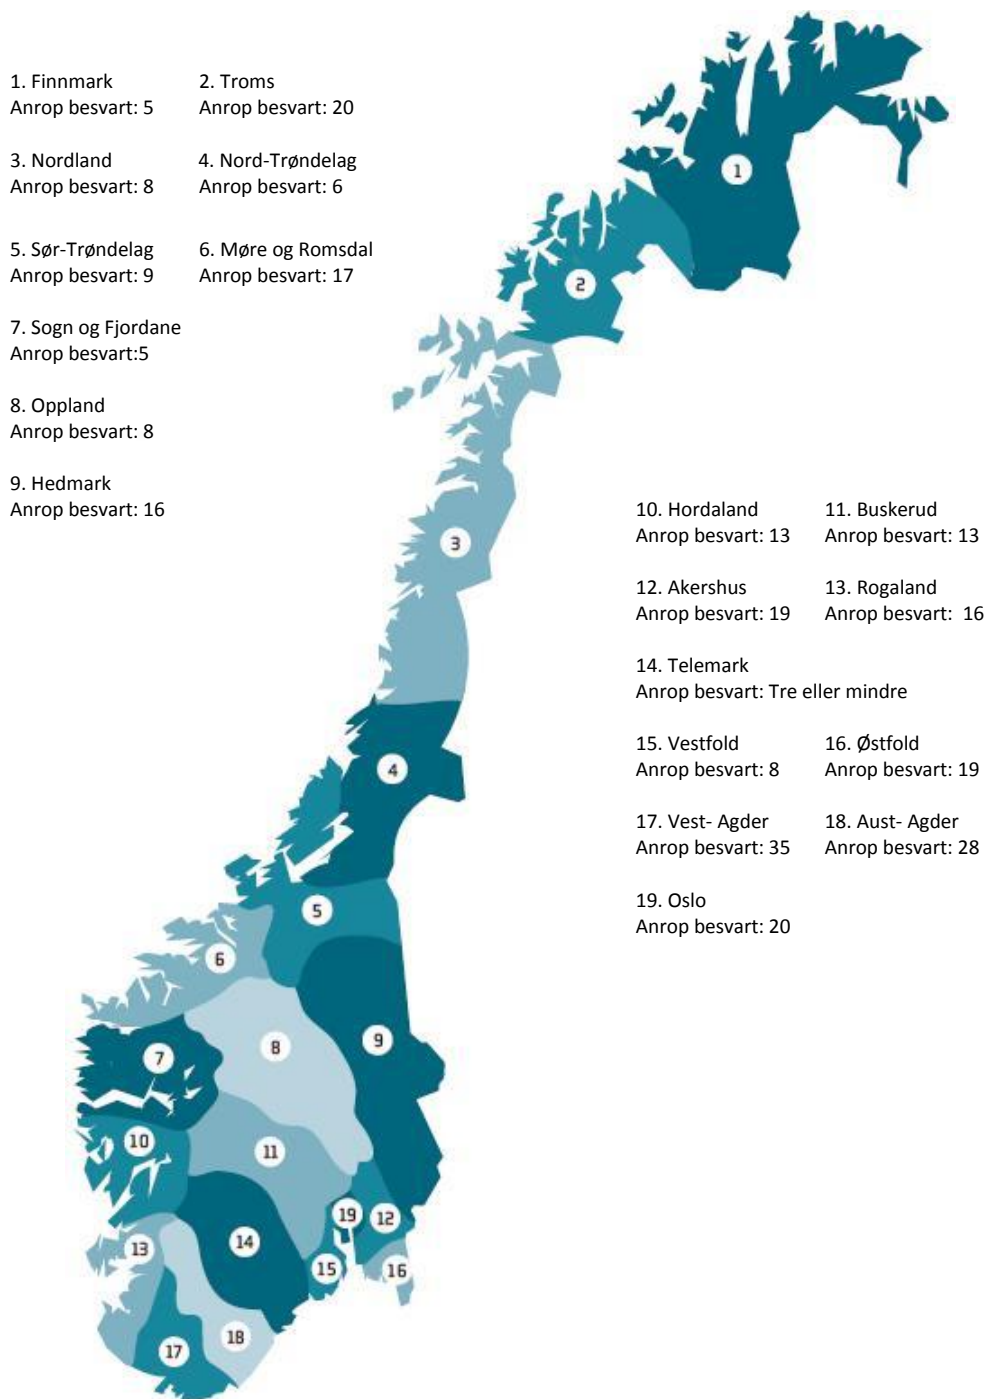 1. Finnmark
Anrop besvart: 5
2. Troms
Anrop besvart: 20
3. Nordland
Anrop besvart: 8
4. Nord-Trøndelag
Anrop besvart: 6
5. Sør-Trøndelag
Anrop besvart: 9
6. Møre og Romsdal
Anrop besvart: 17
7. Sogn og Fjordane
Anrop besvart:5
8. Oppland
Anrop besvart: 8
9. Hedmark
Anrop besvart: 16
10. Hordaland
Anrop besvart: 13
11. Buskerud
Anrop besvart: 13
12. Akershus
Anrop besvart: 19
13. Rogaland
Anrop besvart:  16
14. Telemark
Anrop besvart: Tre eller mindre
15. Vestfold
Anrop besvart: 8
16. Østfold
Anrop besvart: 19
17. Vest- Agder
Anrop besvart: 35
18. Aust- Agder
Anrop besvart: 28
19. Oslo
Anrop besvart: 20
1
2
3
4
5
6
7
8
9
10
11
12
13
14
15
16
17
18
19